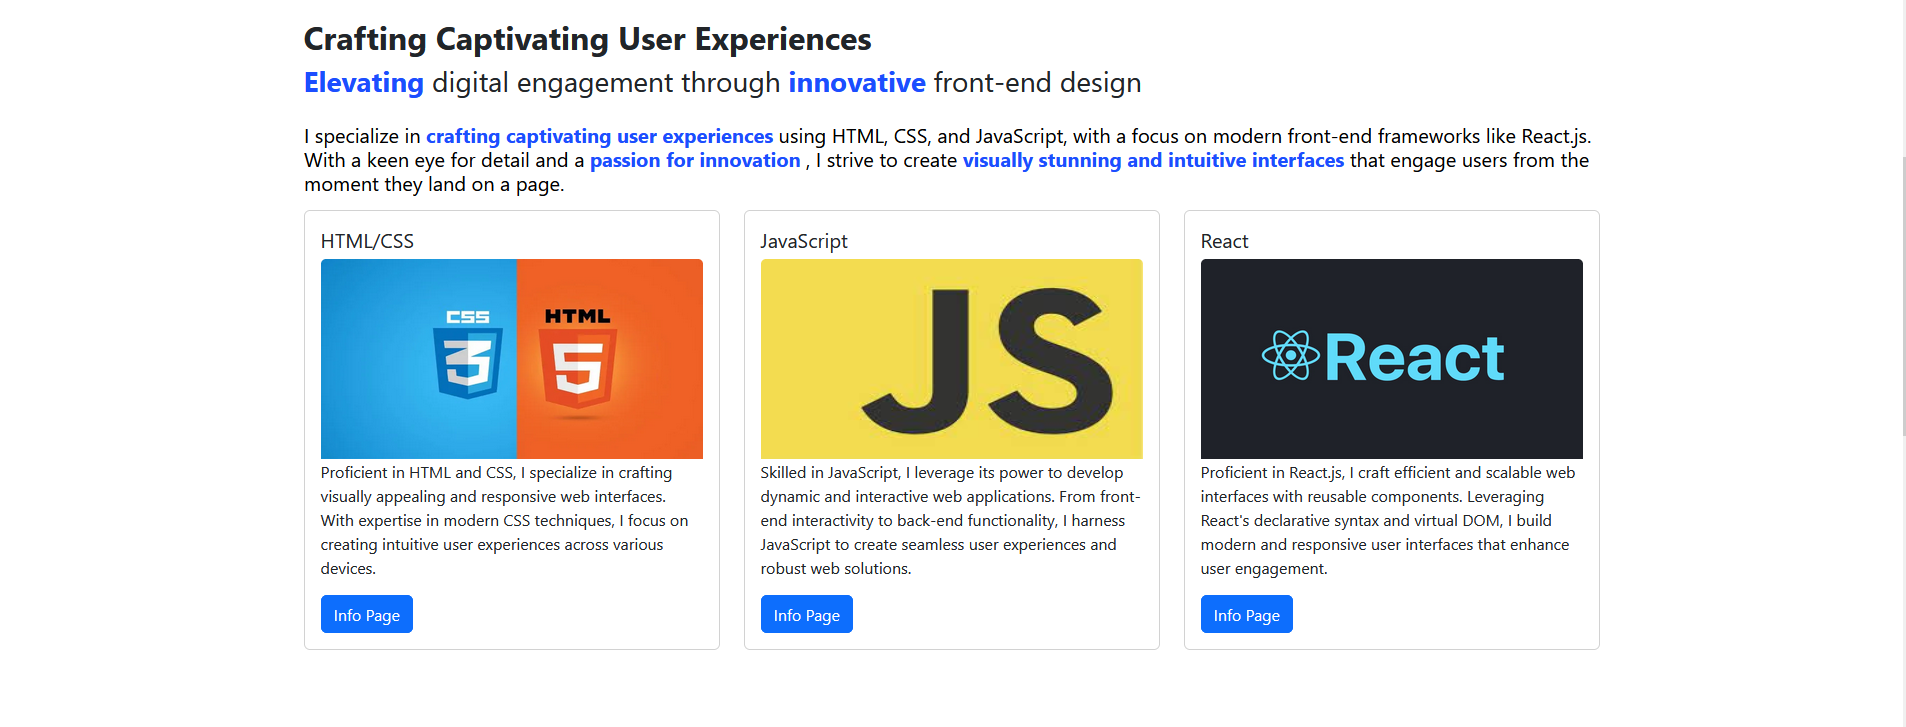 Crafting Captivating User Experiences
Elevating digital engagement through innovative front-end design
I specialize in crafting captivating user experiences using HTML, CSS, and JavaScript, with a focus on modern front-end frameworks like React.js.
With a keen eye for detail and a passion for innovation , I strive to create visually stunning and intuitive interfaces that engage users from the
moment they land on a page.
HTML/CSS
CSS
3
HTML
5
Proficient in HTML and CSS, I specialize in crafting
visually appealing and responsive web interfaces.
With expertise in modern CSS techniques, I focus on
creating intuitive user experiences across various
devices.
Info Page
JavaScript
JS
Skilled in JavaScript, I leverage its power to develop
dynamic and interactive web applications. From front-
end interactivity to back-end functionality, I harness
JavaScript to create seamless user experiences and
robust web solutions.
Info Page
React
React
Proficient in React.js, I craft efficient and scalable web
interfaces with reusable components. Leveraging
React's declarative syntax and virtual DOM, I build
modern and responsive user interfaces that enhance
user engagement.
Info Page